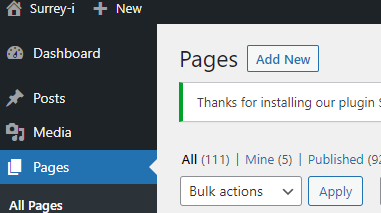 Surrey-i + New
Dashboard
Posts
Media
Pages
All Pages
Pages Add New
Thanks for installing our plugin
All (111) | Mine (5) | Published (92
Bulk actions Apply